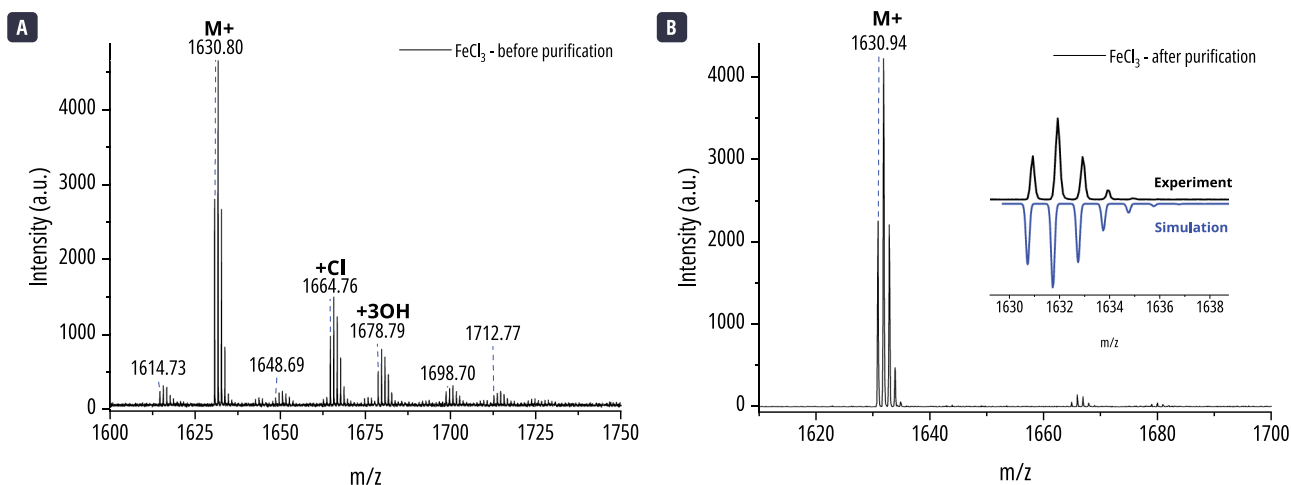 A
M+
1630.80
FeCl₃ - before purification
4000
3000
2000
1000
0
Intensity (a.u.)
+Cl
1664.76
+3OH
1678.79
1712.77
1614.73
1648.69
1698.70
1600
1625
1650
1675
1700
1725
1750
m/z
B
M+
1630.94
FeCl₃ - after purification
4000
3000
2000
1000
0
Intensity (a.u.)
Experiment
Simulation
1630
1632
1634
1636
1638
m/z
1620
1640
1660
1680
1700
m/z